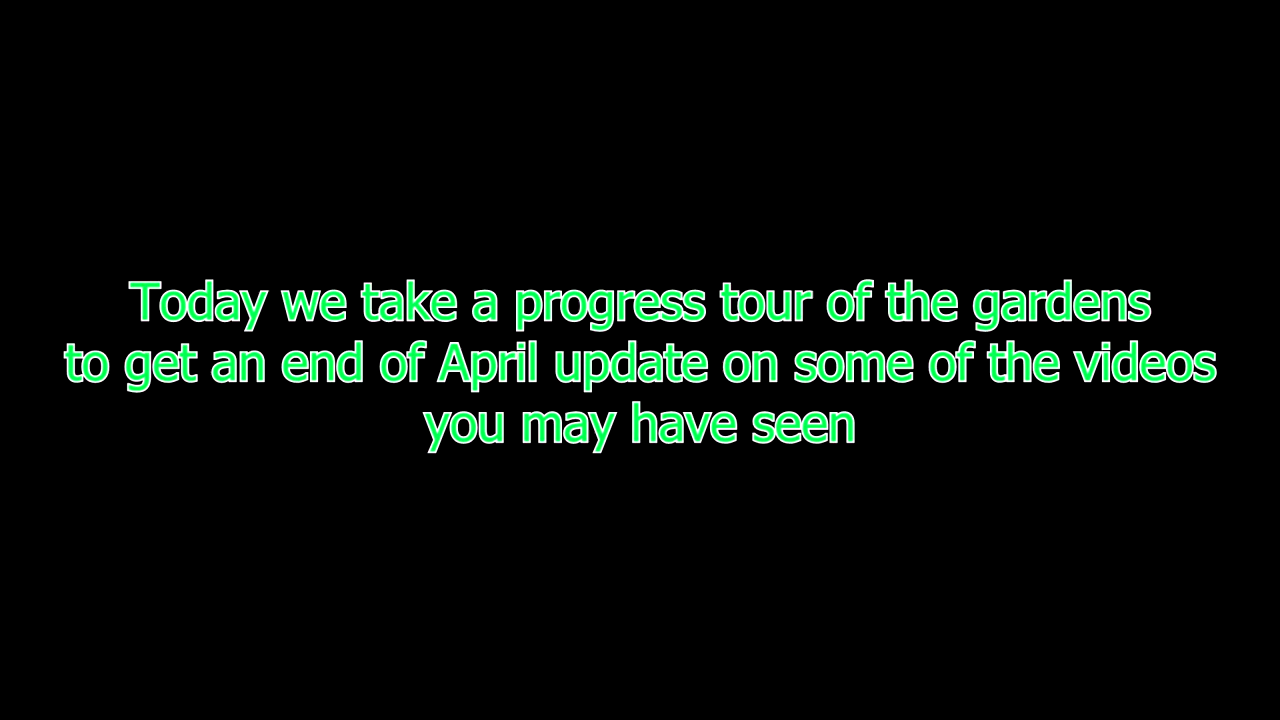 Today we take a progress tour of the gardens
to get an end of April update on some of the videos
you may have seen